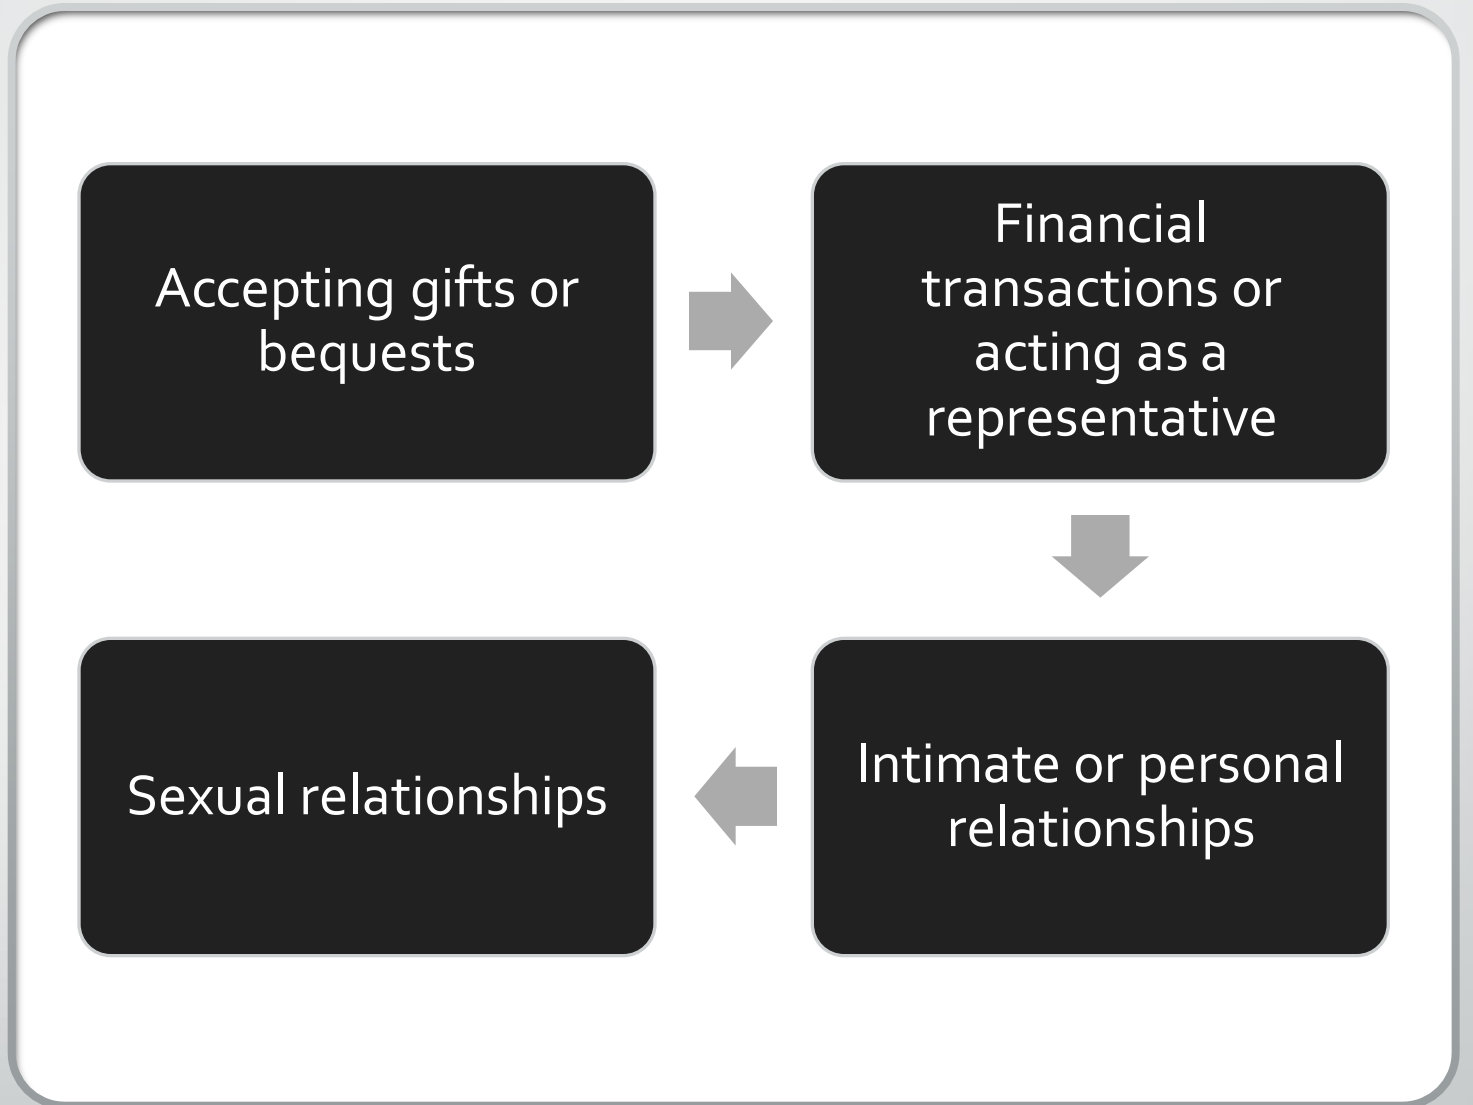 Accepting gifts or
bequests
Financial
transactions or
acting as a
representative
Intimate or personal
relationships
Sexual relationships